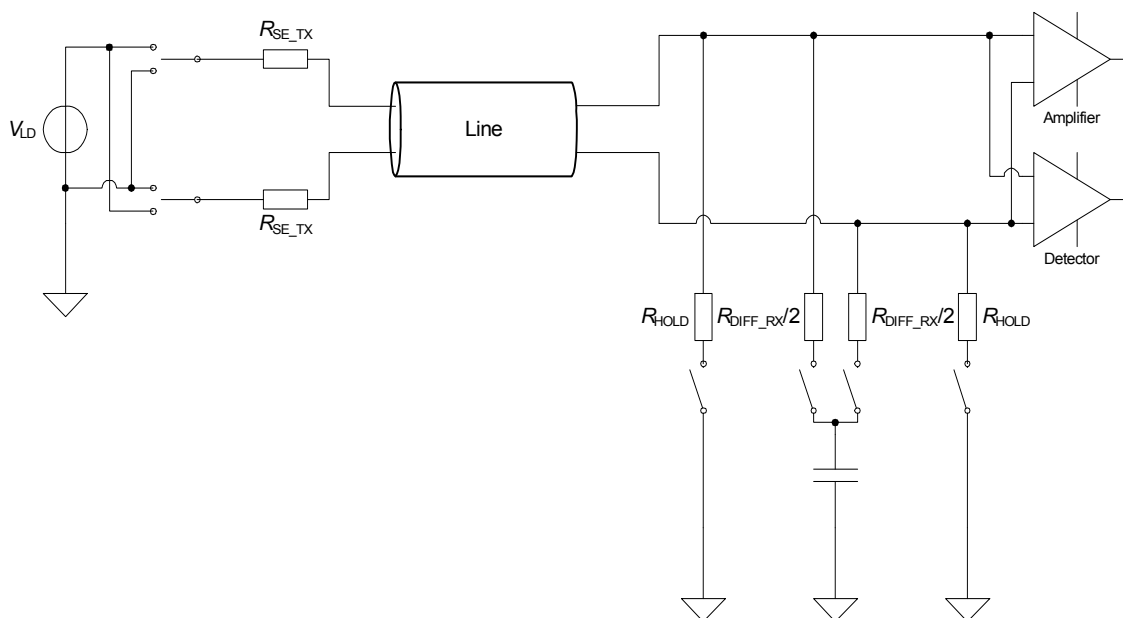 R_SE_TX
V_LD
Line
R_SE_TX
Amplifier
Detector
R_HOLD
R_DIFF_RX/2
R_DIFF_RX/2
R_HOLD